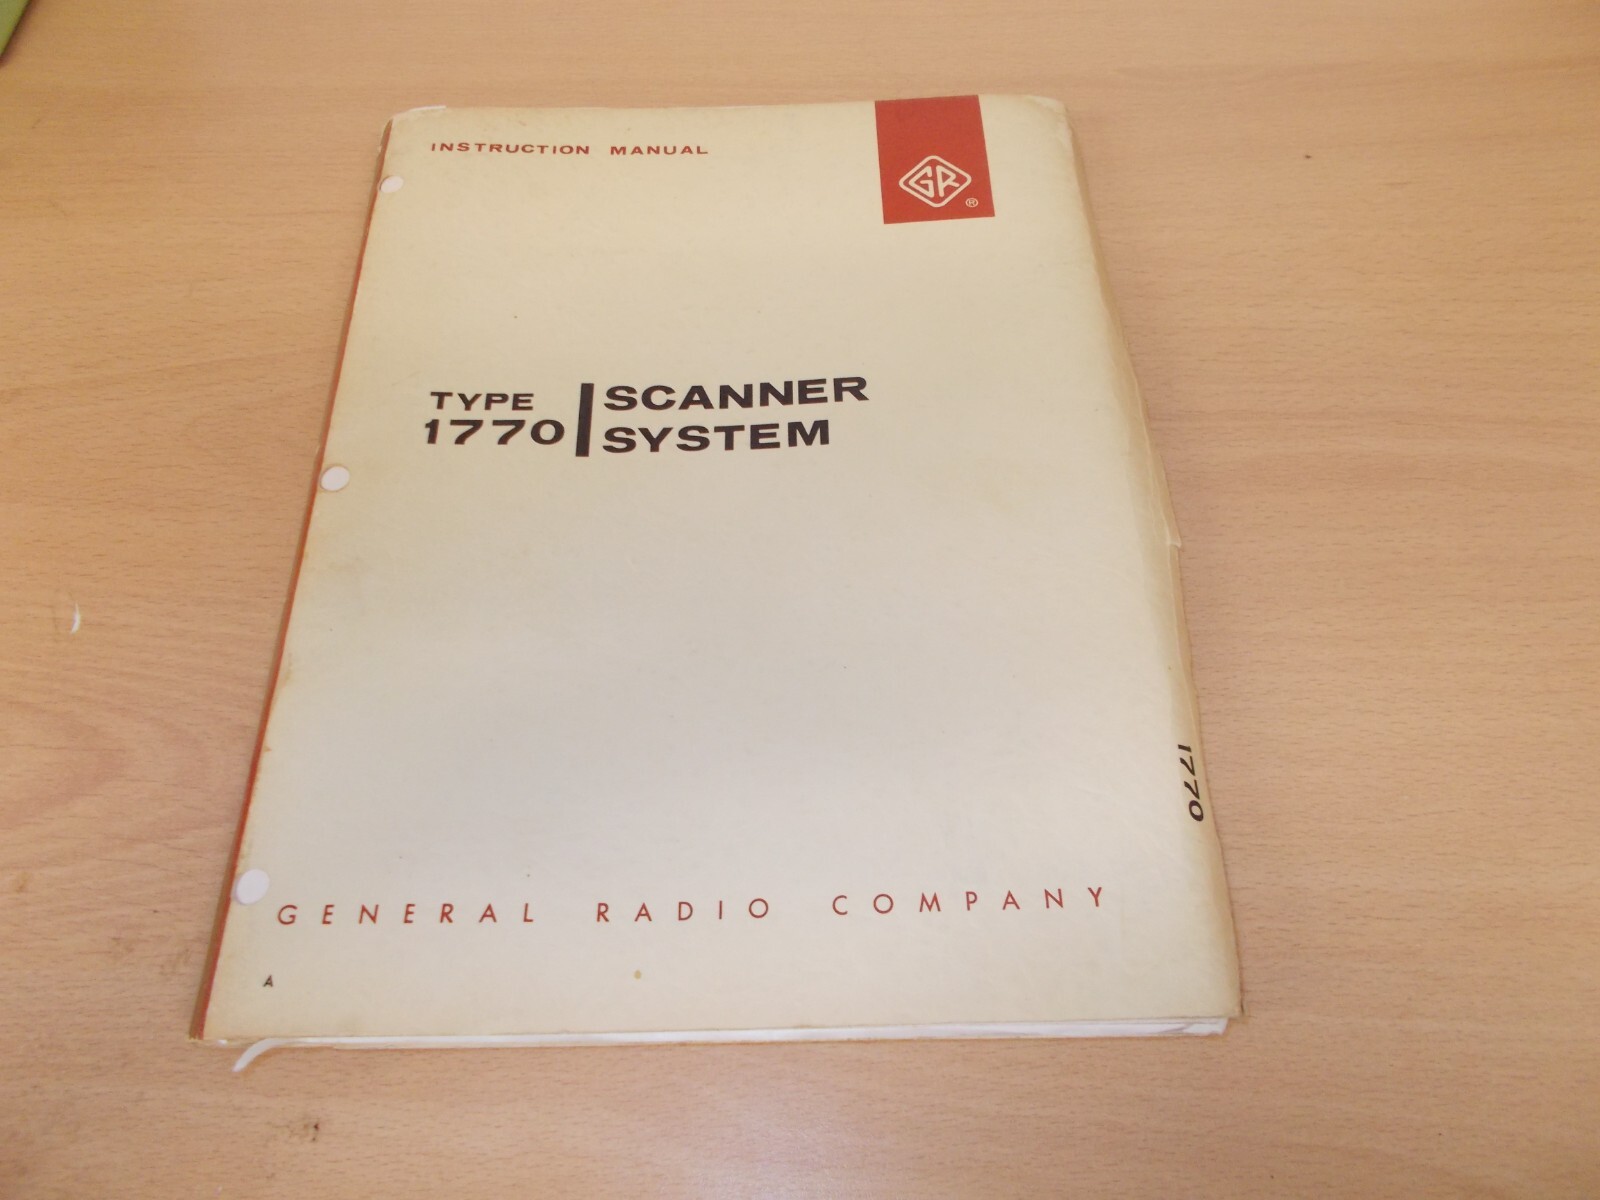 INSTRUCTION MANUAL
GR
®
TYPE
1770
SCANNER
SYSTEM
1770
GENERAL RADIO COMPANY
A